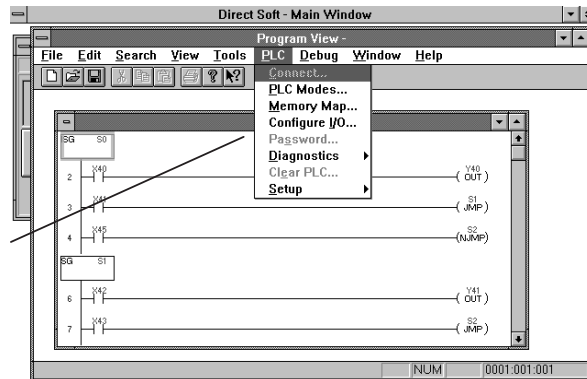 Direct Soft - Main Window
Program View -
File Edit Search View Tools PLC Debug Window Help
Connect...
PLC Modes...
Memory Map...
Configure I/O...
Password...
Diagnostics
Clear PLC...
Setup
SG S0
X40 Y40
2 OUT
X41 S1
3 JMP
X45 S2
4 (NJMP)
SG S1
X42 Y41
6 ( OUT )
X43 S2
7 ( JMP )
NUM 0001:001:001